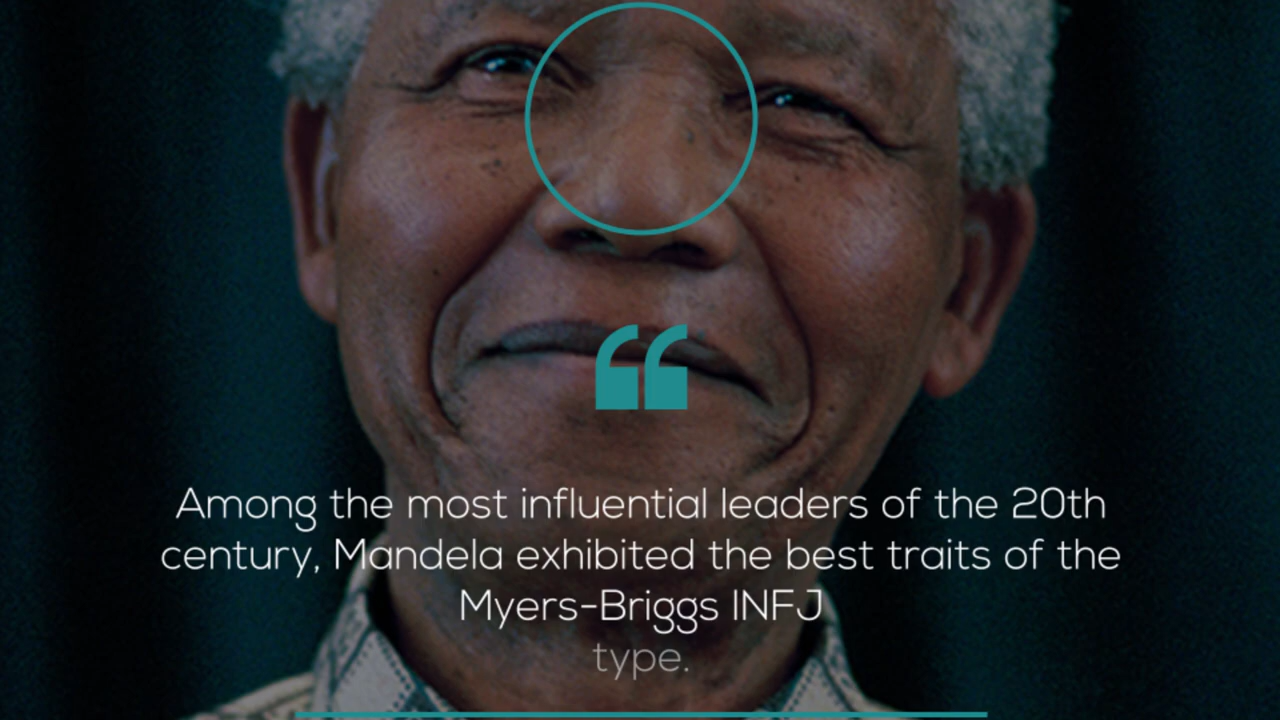 Among the most influential leaders of the 20th
century, Mandela exhibited the best traits of the
Myers-Briggs INFJ
type.